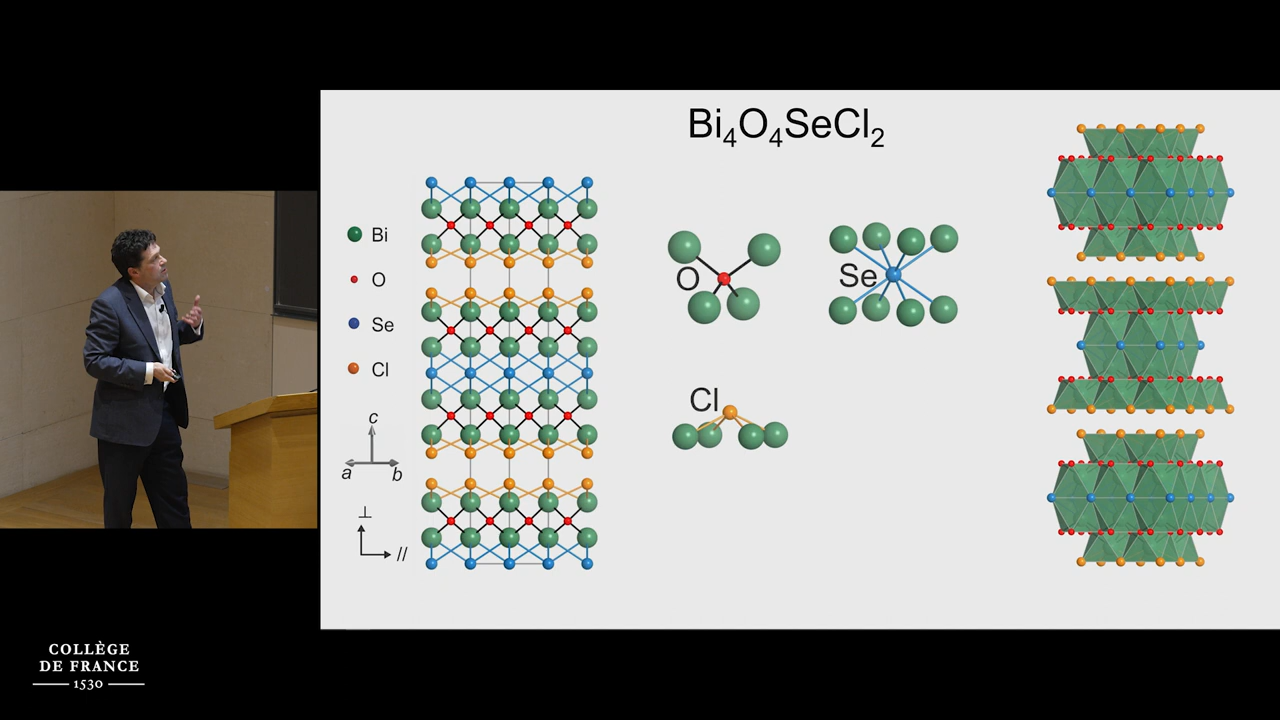 Bi₄O₄SeCl₂
Bi
O
Se
Cl
c
a
b
⊥
//
O
Se
Cl
COLLÈGE
DE FRANCE
1530